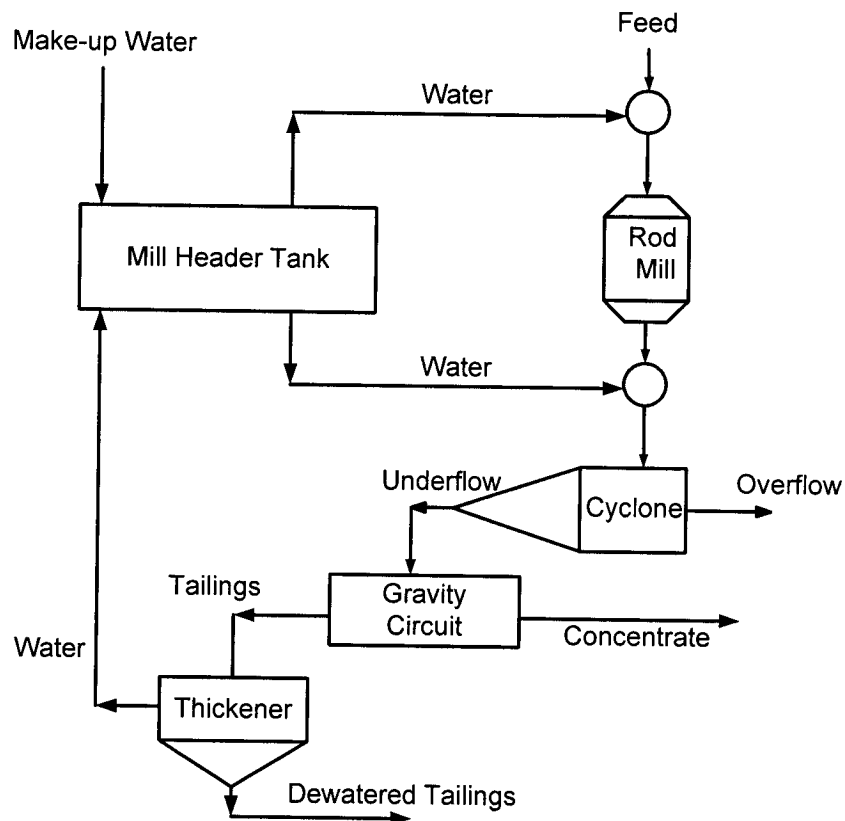 Feed
Make-up Water
Water
Mill Header Tank
Rod
Mill
Water
Underflow
Cyclone
Overflow
Tailings
Gravity
Circuit
Concentrate
Water
Thickener
Dewatered Tailings